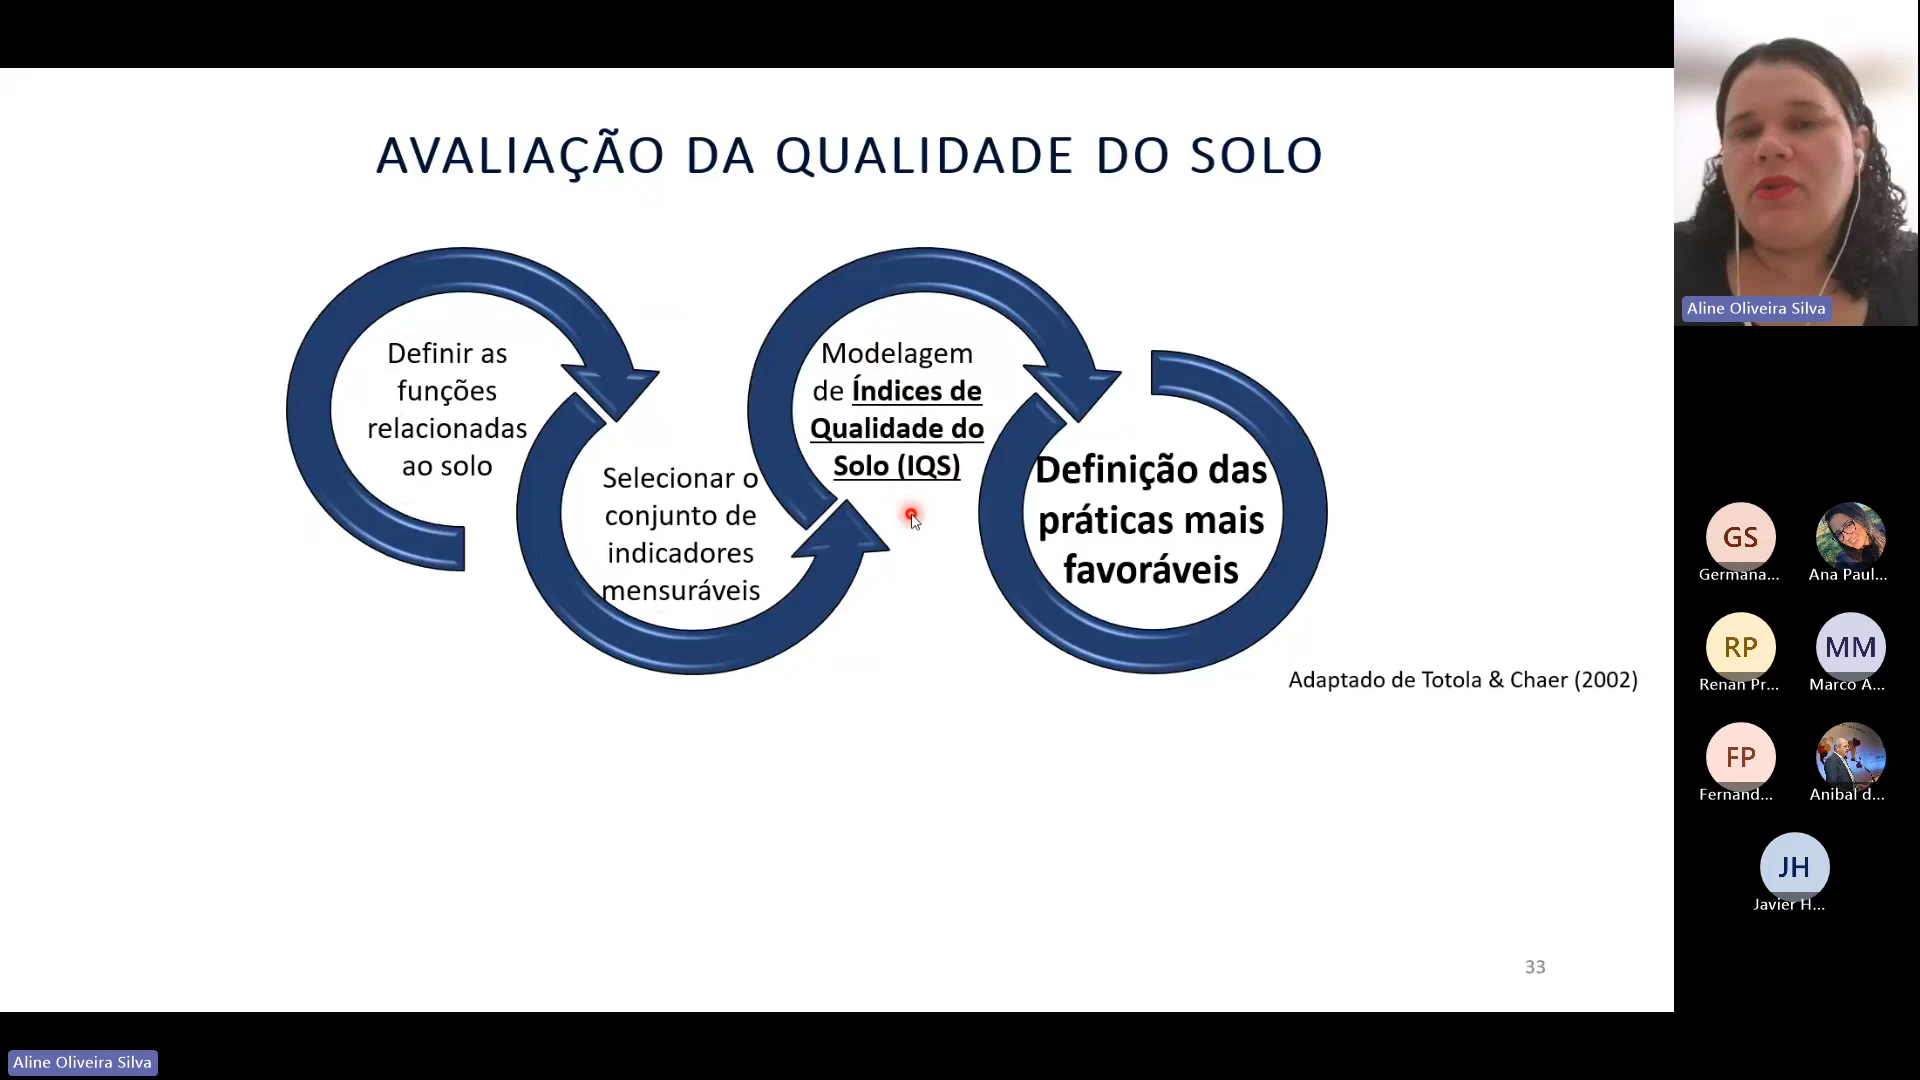 AVALIAÇÃO DA QUALIDADE DO SOLO
Definir as
funções
relacionadas
ao solo
Selecionar o
conjunto de
indicadores
mensuráveis
Modelagem
de Índices de
Qualidade do
Solo (IQS)
Definição das
práticas mais
favoráveis
Adaptado de Totola & Chaer (2002)
33
Aline Oliveira Silva
GS
Germana...
Ana Paul...
RP
Renan Pr...
MM
Marco A...
FP
Fernand...
Anibal d...
JH
Javier H...
Aline Oliveira Silva